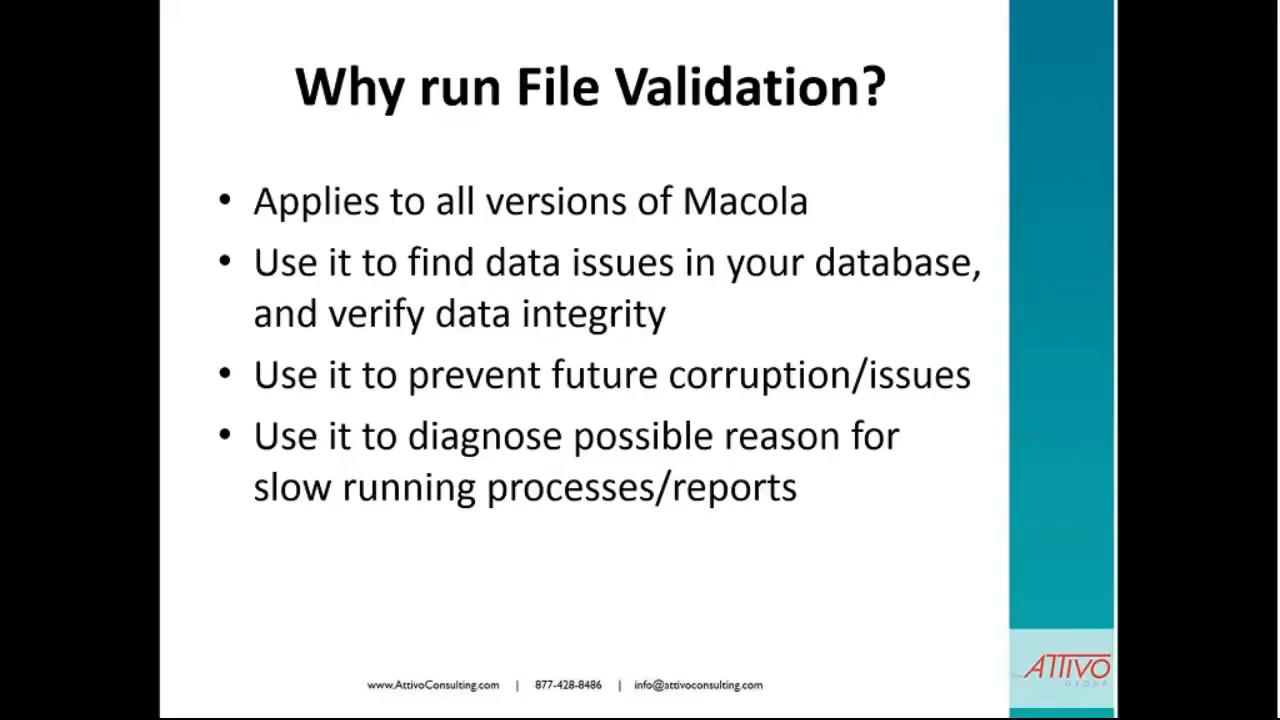 Why run File Validation?
• Applies to all versions of Macola
• Use it to find data issues in your database,
and verify data integrity
• Use it to prevent future corruption/issues
• Use it to diagnose possible reason for
slow running processes/reports
www.AttivoConsulting.com | 877-428-8486 | info@attivoconsulting.com
The ATTIVO
GROUP